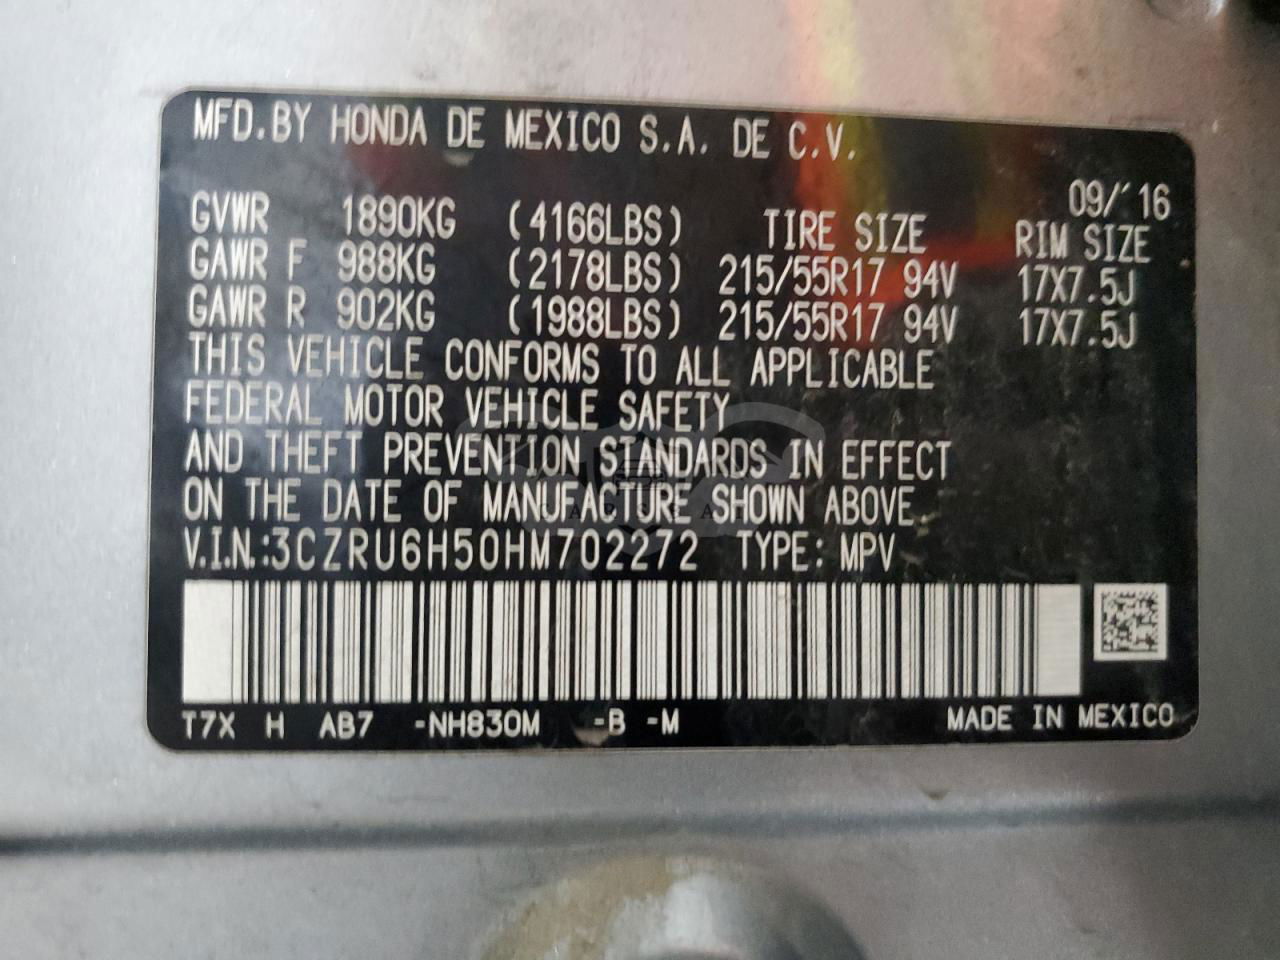 MFD.BY HONDA DE MEXICO S.A. DE C.V.
09/'16
GVWR 1890KG (4166LBS) TIRE SIZE RIM SIZE
GAWR F 988KG (2178LBS) 215/55R17 94V 17X7.5J
GAWR R 902KG (1988LBS) 215/55R17 94V 17X7.5J
THIS VEHICLE CONFORMS TO ALL APPLICABLE
FEDERAL MOTOR VEHICLE SAFETY
AND THEFT PREVENTION STANDARDS IN EFFECT
ON THE DATE OF MANUFACTURE SHOWN ABOVE.
V.I.N.:3CZRU6H50HM702272 TYPE: MPV
T7X H AB7 -NH830M -B -M MADE IN MEXICO